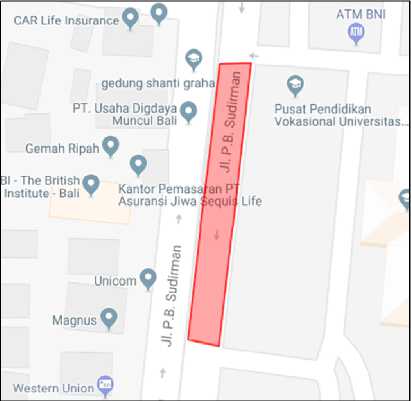 CAR Life Insurance
ATM BNI
gedung shanti graha
Jl. P.B. Sudirman
PT. Usaha Digdaya
Muncul Bali
Pusat Pendidikan
Vokasional Universitas...
Gemah Ripah
BI - The British
Institute - Bali
Kantor Pemasaran PT
Asuransi Jiwa Sequis Life
Jl. P.B. Sudirman
Unicom
Magnus
Western Union